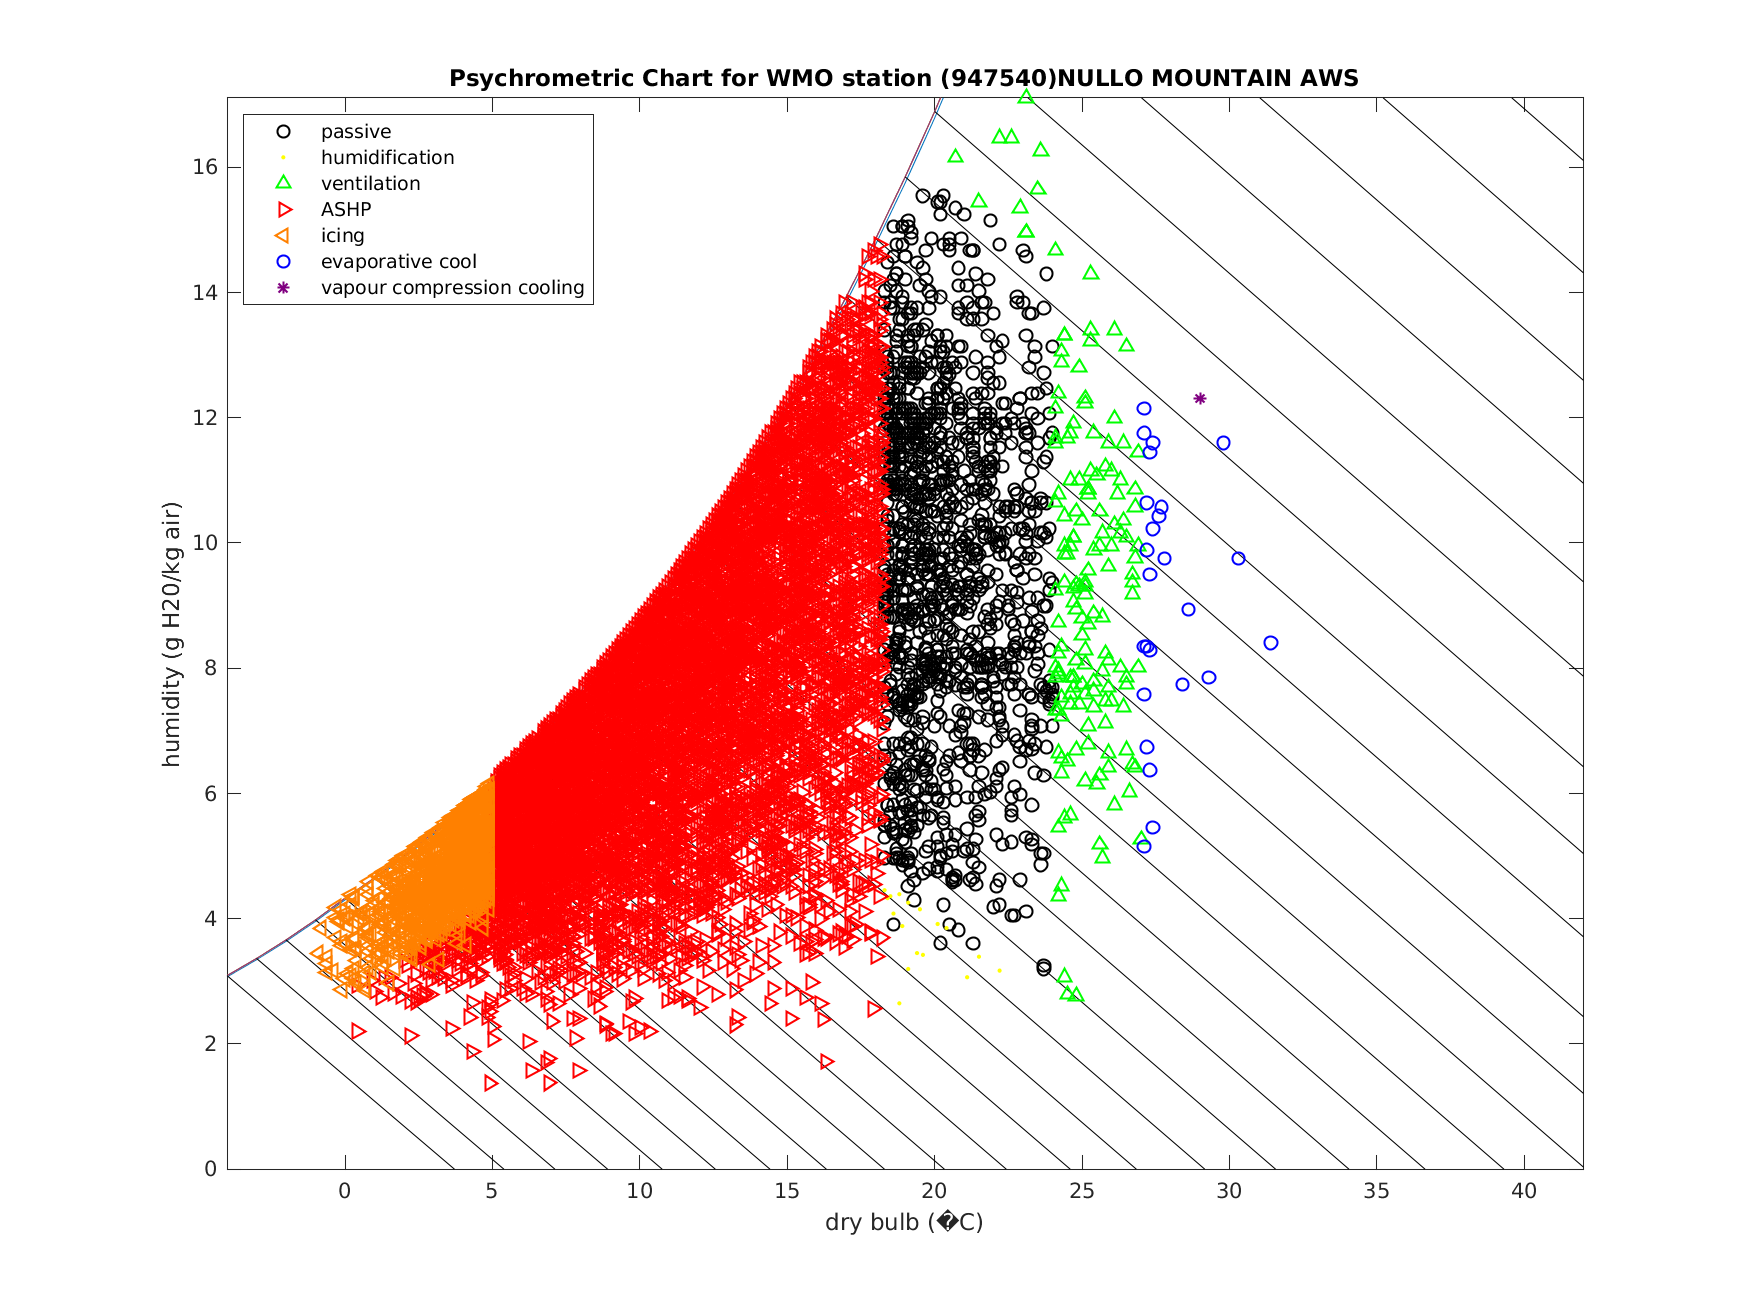 Psychrometric Chart for WMO station (947540)NULLO MOUNTAIN AWS
passive
humidification
ventilation
ASHP
icing
evaporative cool
vapour compression cooling
humidity (g H20/kg air)
16
14
12
10
8
6
4
2
0
0 5 10 15 20 25 30 35 40
dry bulb (�C)